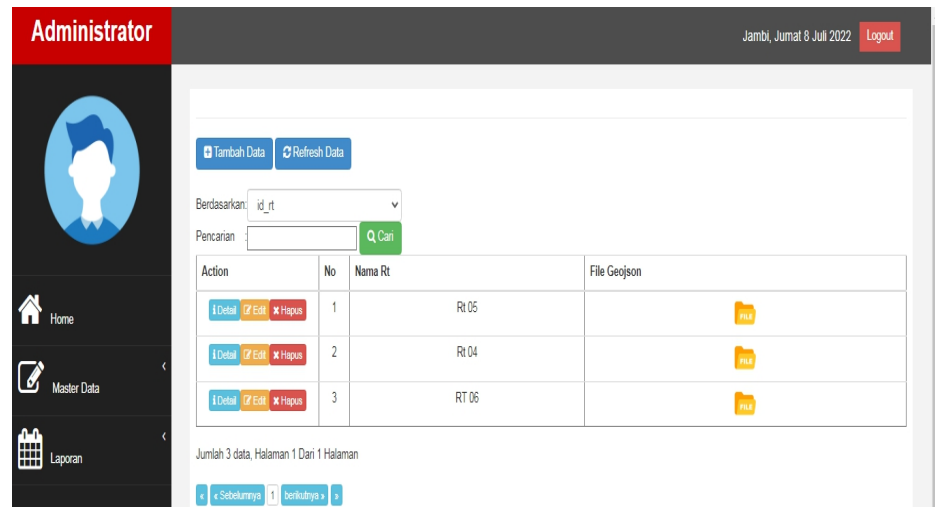 Administrator
Jambi, Jumat 8 Juli 2022 Logout
Tambah Data Refresh Data
Berdasarkan: id_rt
Pencarian : Cari
Action No Nama Rt File Geojson
Detail Edit Hapus 1 Rt 05 FILE
Detail Edit Hapus 2 Rt 04 FILE
Detail Edit Hapus 3 RT 06 FILE
Home
Master Data
Laporan
Jumlah 3 data, Halaman 1 Dari 1 Halaman
« « Sebelumnya 1 berikutnya » »